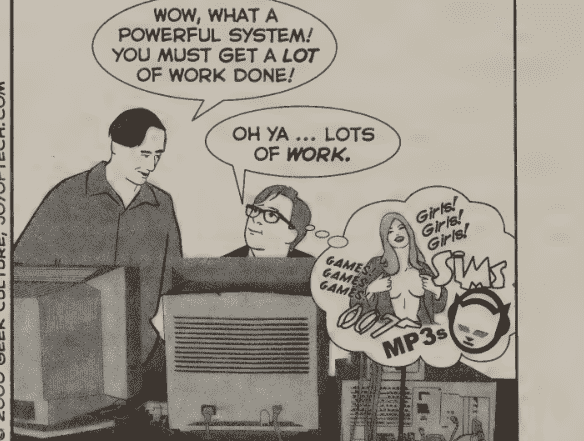 WOW, WHAT A
POWERFUL SYSTEM!
YOU MUST GET A LOT
OF WORK DONE!
OH YA ... LOTS
OF WORK.
Girls!
Girls!
Girls!
SiMS
GAMES!
GAMES!
GAMES!
007
MP3s
© 2000 GEEK CULTURE, JOYOFTECH.COM